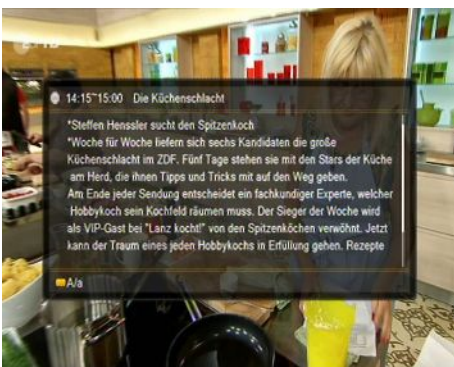 14:15~15:00 Die Küchenschlacht
*Steffen Henssler sucht den Spitzenkoch
*Woche für Woche liefern sich sechs Kandidaten die große
Küchenschlacht im ZDF. Fünf Tage stehen sie mit den Stars der Küche
am Herd, die ihnen Tipps und Tricks mit auf den Weg geben.
Am Ende jeder Sendung entscheidet ein fachkundiger Experte, welcher
Hobbykoch sein Kochfeld räumen muss. Der Sieger der Woche wird
als VIP-Gast bei "Lanz kocht!" von den Spitzenköchen verwöhnt. Jetzt
kann der Traum eines jeden Hobbykochs in Erfüllung gehen. Rezepte
A/a